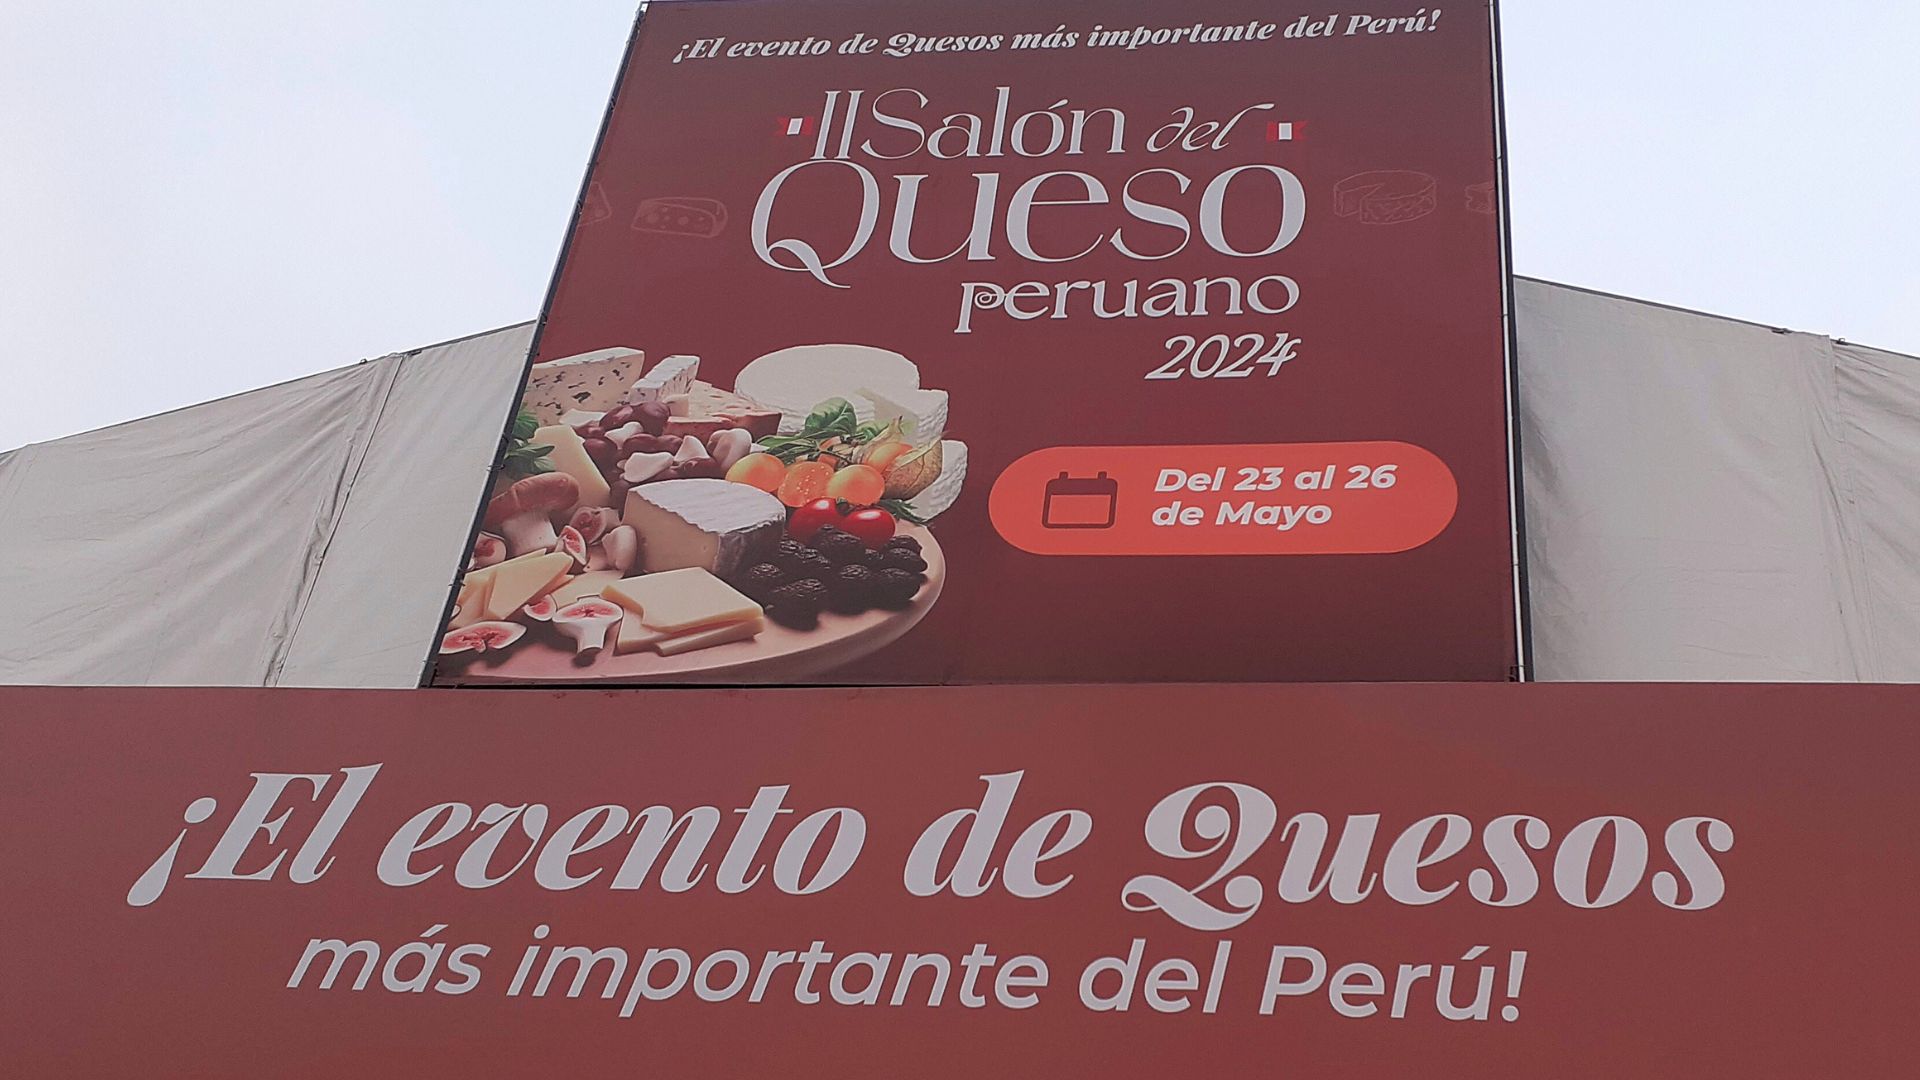 ¡El evento de Quesos más importante del Perú!
II Salón del
Queso
peruano
2024
Del 23 al 26
de Mayo
¡El evento de Quesos
más importante del Perú!